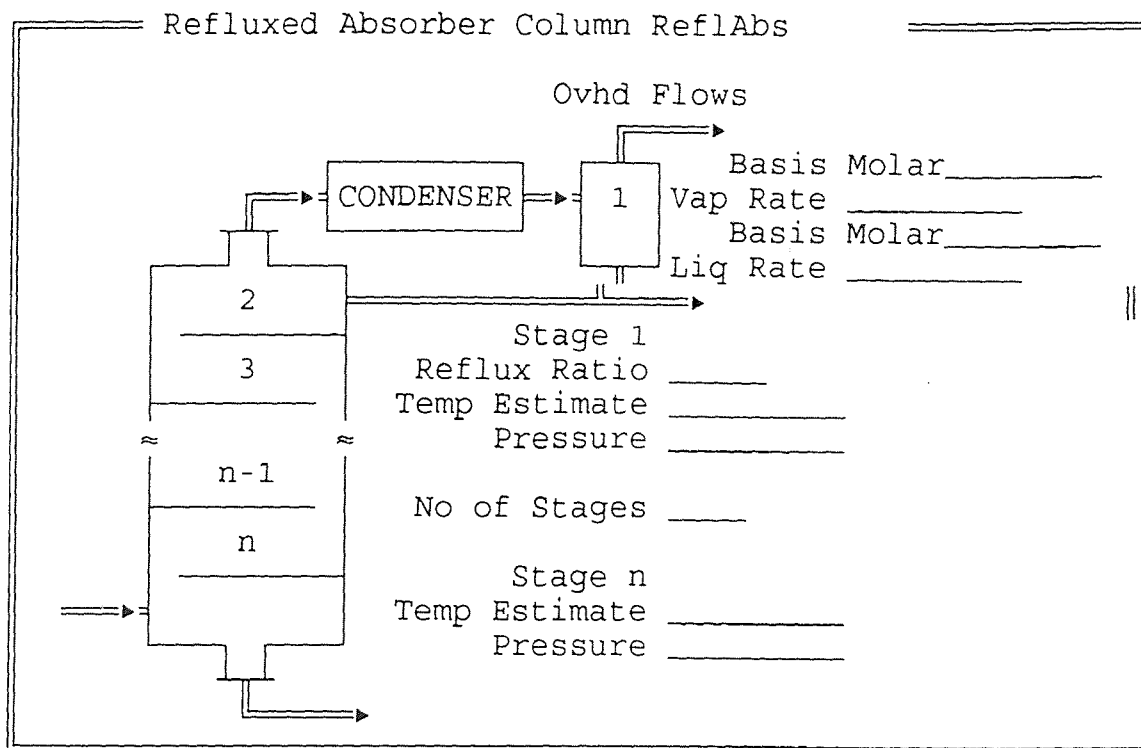 Refluxed Absorber Column ReflAbs
Ovhd Flows
CONDENSER
1
Basis Molar
Vap Rate
Basis Molar
Liq Rate
2
Stage 1
3
Reflux Ratio
Temp Estimate
≈ ≈
Pressure
n-1
No of Stages
n
Stage n
Temp Estimate
Pressure